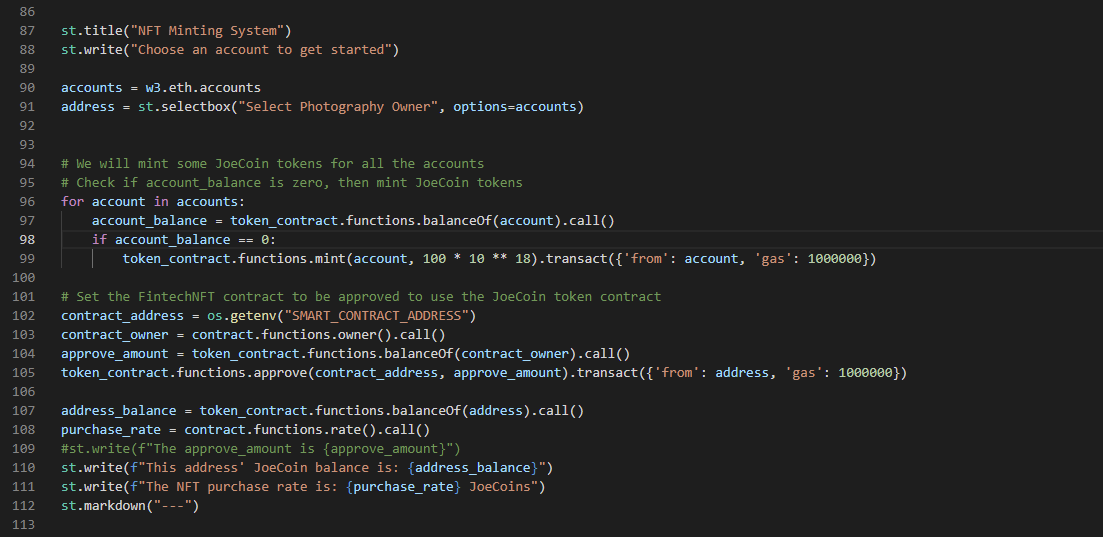 86
87 st.title("NFT Minting System")
88 st.write("Choose an account to get started")
89
90 accounts = w3.eth.accounts
91 address = st.selectbox("Select Photography Owner", options=accounts)
92
93
94 # We will mint some JoeCoin tokens for all the accounts
95 # Check if account_balance is zero, then mint JoeCoin tokens
96 for account in accounts:
97     account_balance = token_contract.functions.balanceOf(account).call()
98     if account_balance == 0:
99         token_contract.functions.mint(account, 100 * 10 ** 18).transact({'from': account, 'gas': 1000000})
100
101 # Set the FintechNFT contract to be approved to use the JoeCoin token contract
102 contract_address = os.getenv("SMART_CONTRACT_ADDRESS")
103 contract_owner = contract.functions.owner().call()
104 approve_amount = token_contract.functions.balanceOf(contract_owner).call()
105 token_contract.functions.approve(contract_address, approve_amount).transact({'from': address, 'gas': 1000000})
106
107 address_balance = token_contract.functions.balanceOf(address).call()
108 purchase_rate = contract.functions.rate().call()
109 #st.write(f"The approve_amount is {approve_amount}")
110 st.write(f"This address' JoeCoin balance is: {address_balance}")
111 st.write(f"The NFT purchase rate is: {purchase_rate} JoeCoins")
112 st.markdown("---")
113